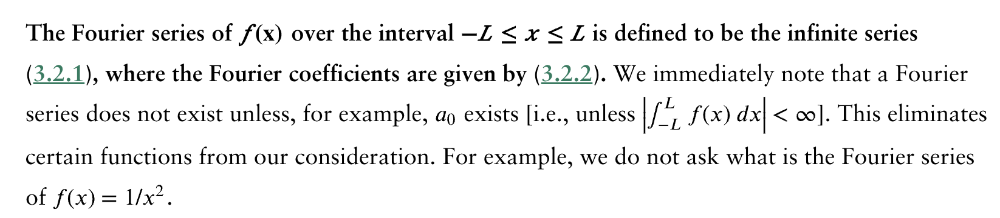 The Fourier series of f(x) over the interval −L ≤ x ≤ L is defined to be the infinite series
(3.2.1), where the Fourier coefficients are given by (3.2.2). We immediately note that a Fourier
series does not exist unless, for example, a₀ exists [i.e., unless |∫_{−L}^{L} f(x) dx| < ∞]. This eliminates
certain functions from our consideration. For example, we do not ask what is the Fourier series
of f(x) = 1/x².